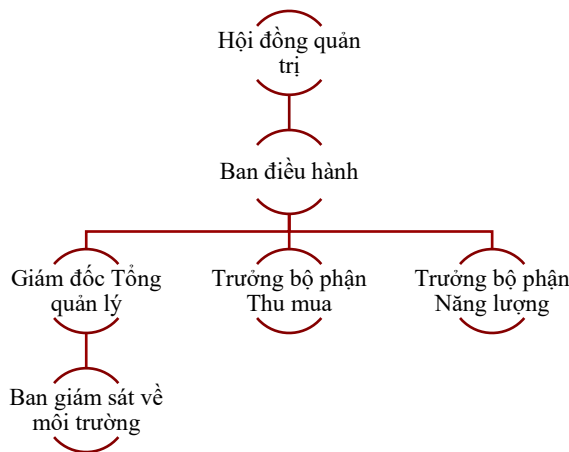 Hội đồng quản
trị
Ban điều hành
Giám đốc Tổng
quản lý
Trưởng bộ phận
Thu mua
Trưởng bộ phận
Năng lượng
Ban giám sát về
môi trường